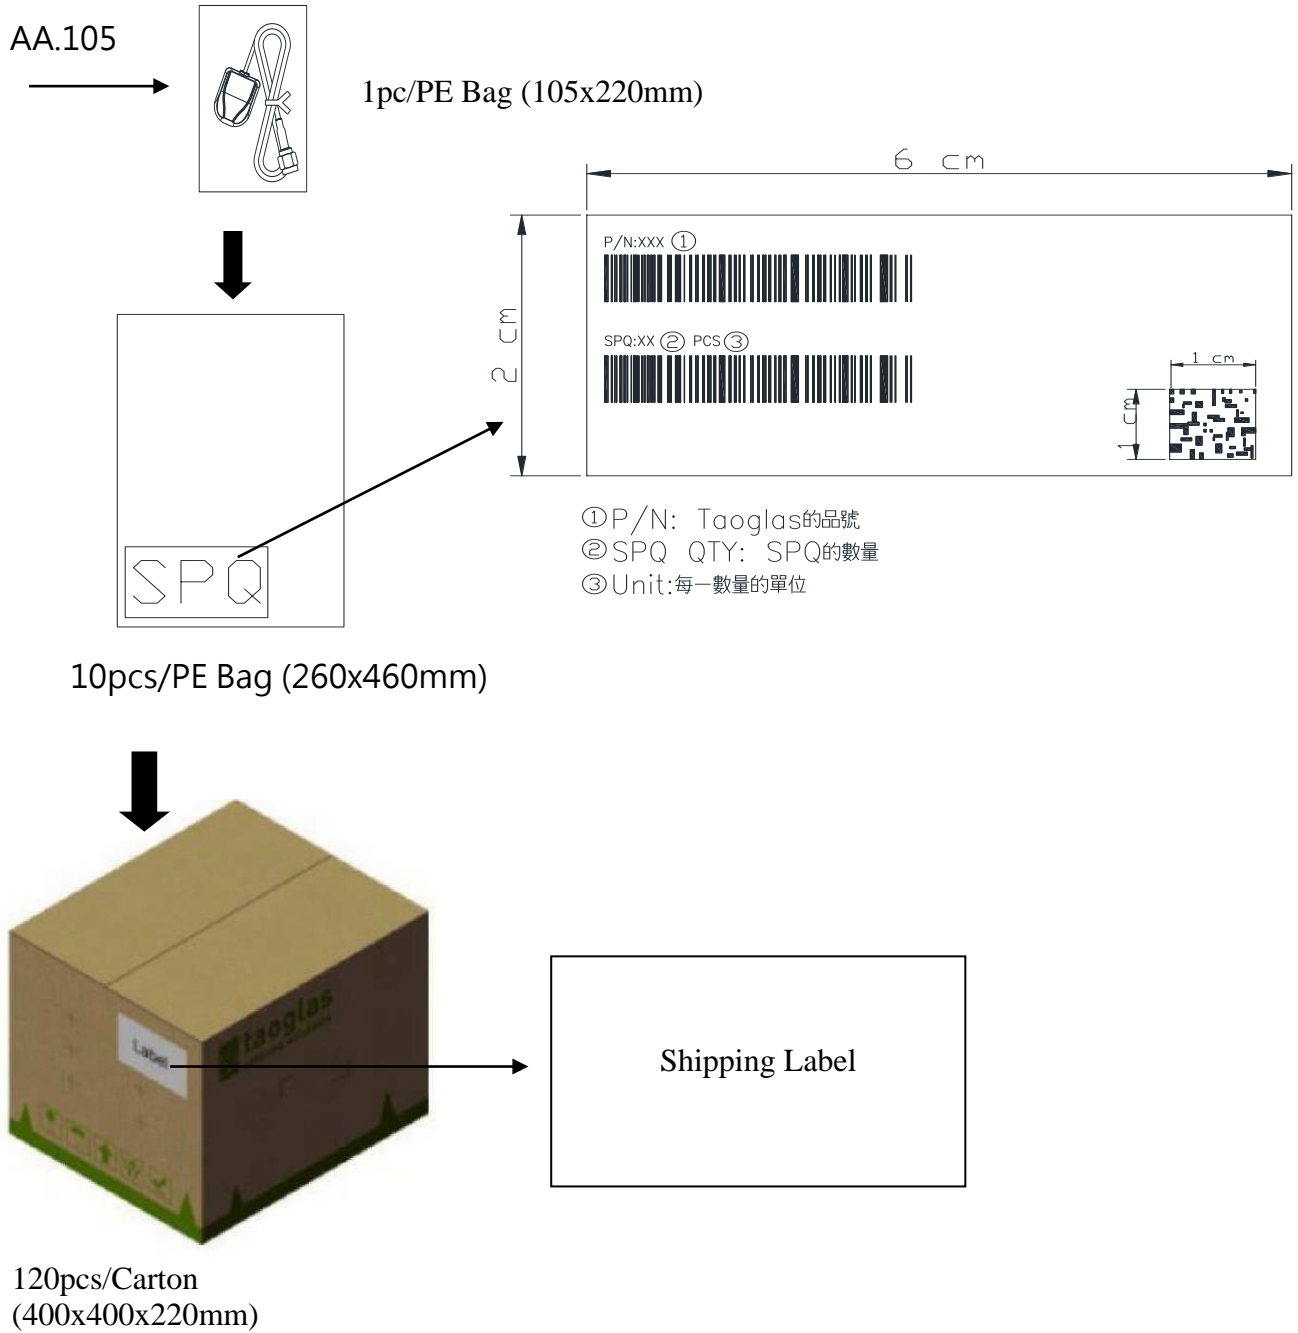 AA.105
1pc/PE Bag (105x220mm)
6 cm
P/N:XXX ①
2 cm
SPQ:XX ② PCS ③
1 cm
1 cm
①P/N: Taoglas的品號
②SPQ QTY: SPQ的數量
③Unit:每一數量的單位
SPQ
10pcs/PE Bag (260x460mm)
taoglas
Label
Shipping Label
120pcs/Carton
(400x400x220mm)